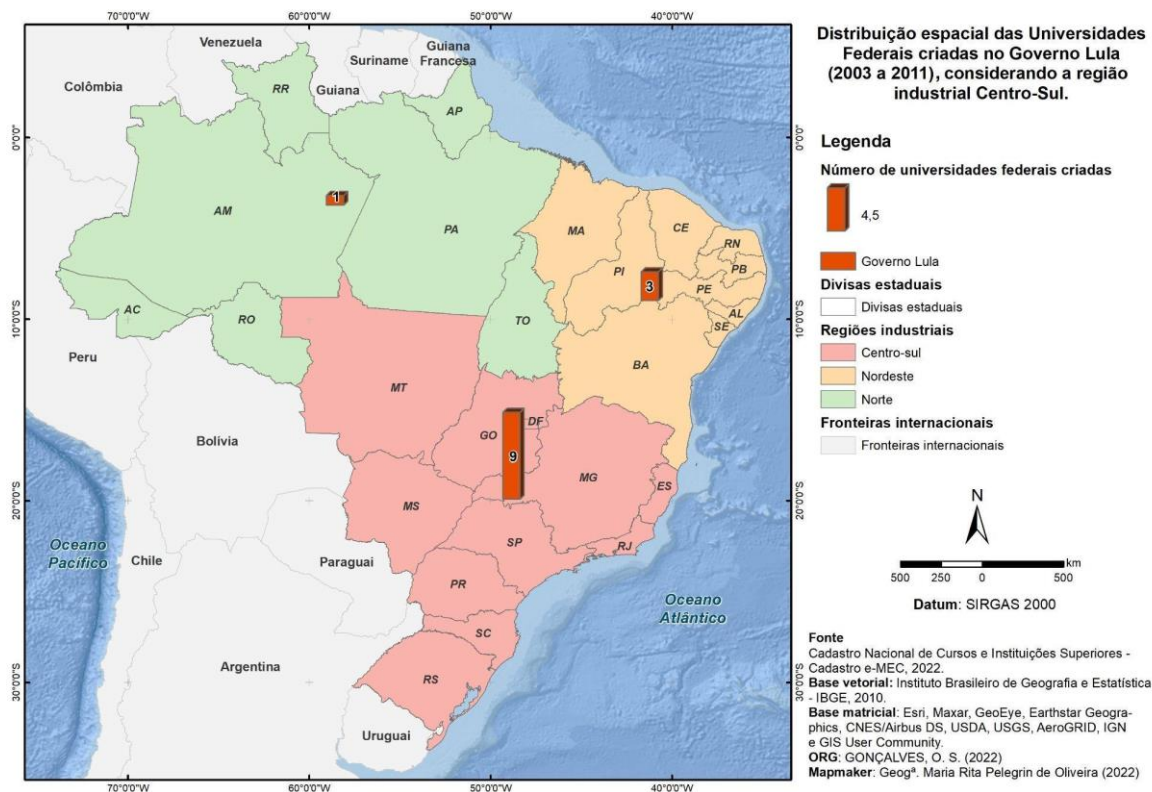 60°0'0"O
50°0'0"O
40°0'0"O
Venezuela
Guiana
Francesa
Suriname
Colômbia
Guiana
RR
AP
0°0'0"
0°0'0"
70°0'0"O
1
AM
PA
MA
CE
RN
PI
PB
3
PE
AC
RO
TO
AL
SE
10°0'0"S
10°0'0"S
Peru
BA
MT
Bolívia
GO
DF
9
MG
ES
MS
20°0'0"S
20°0'0"S
SP
RJ
Oceano
Pacífico
Chile
Paraguai
PR
Oceano
Atlântico
SC
Argentina
RS
30°0'0"S
30°0'0"S
Uruguai
70°0'0"O
60°0'0"O
50°0'0"O
40°0'0"O
Distribuição espacial das Universidades
Federais criadas no Governo Lula
(2003 a 2011), considerando a região
industrial Centro-Sul.
Legenda
Número de universidades federais criadas
4,5
Governo Lula
Divisas estaduais
Divisas estaduais
Regiões industriais
Centro-sul
Nordeste
Norte
Fronteiras internacionais
Fronteiras internacionais
N
km
500 250 0 500
Datum: SIRGAS 2000
Fonte
Cadastro Nacional de Cursos e Instituições Superiores -
Cadastro e-MEC, 2022.
Base vetorial: Instituto Brasileiro de Geografia e Estatística
- IBGE, 2010.
Base matricial: Esri, Maxar, GeoEye, Earthstar Geogra-
phics, CNES/Airbus DS, USDA, USGS, AeroGRID, IGN
e GIS User Community.
ORG: GONÇALVES, O. S. (2022)
Mapmaker: Geogª. Maria Rita Pelegrin de Oliveira (2022)